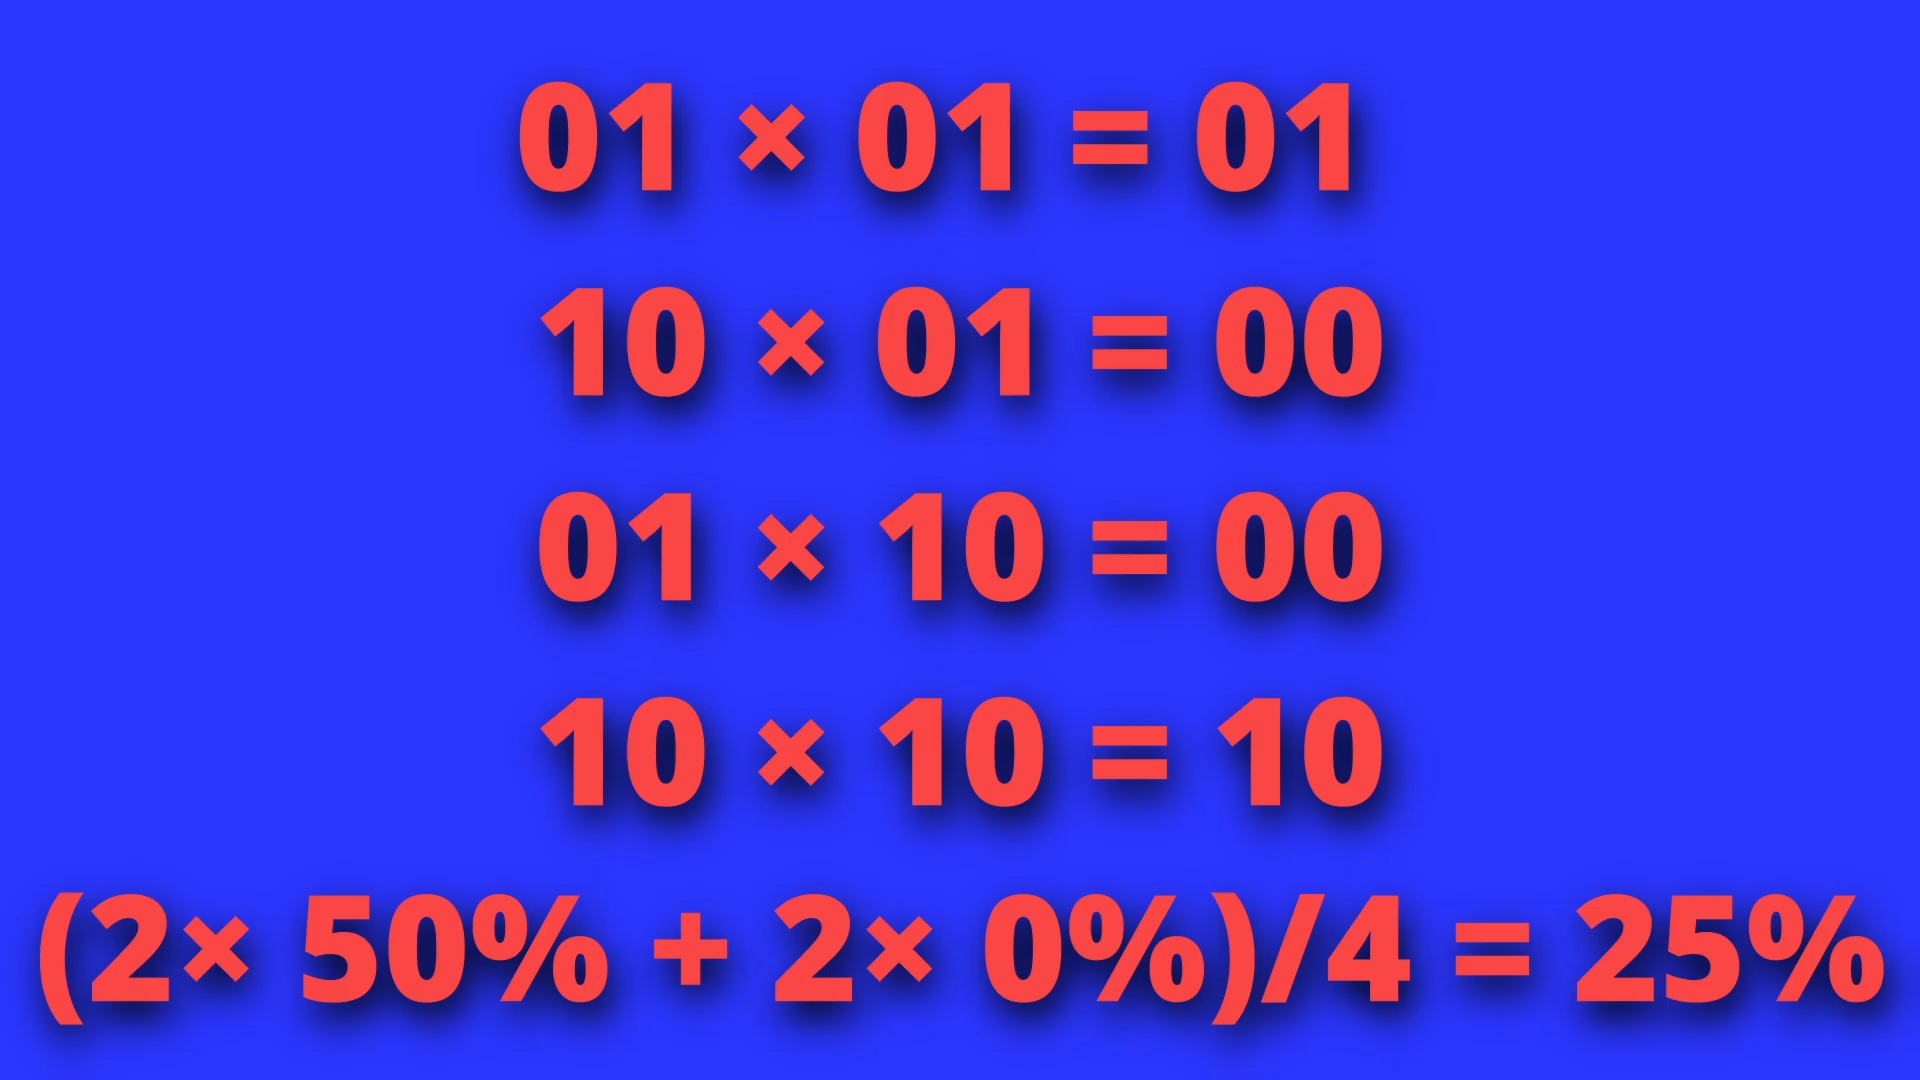 01 × 01 = 01
10 × 01 = 00
01 × 10 = 00
10 × 10 = 10
(2× 50% + 2× 0%)/4 = 25%